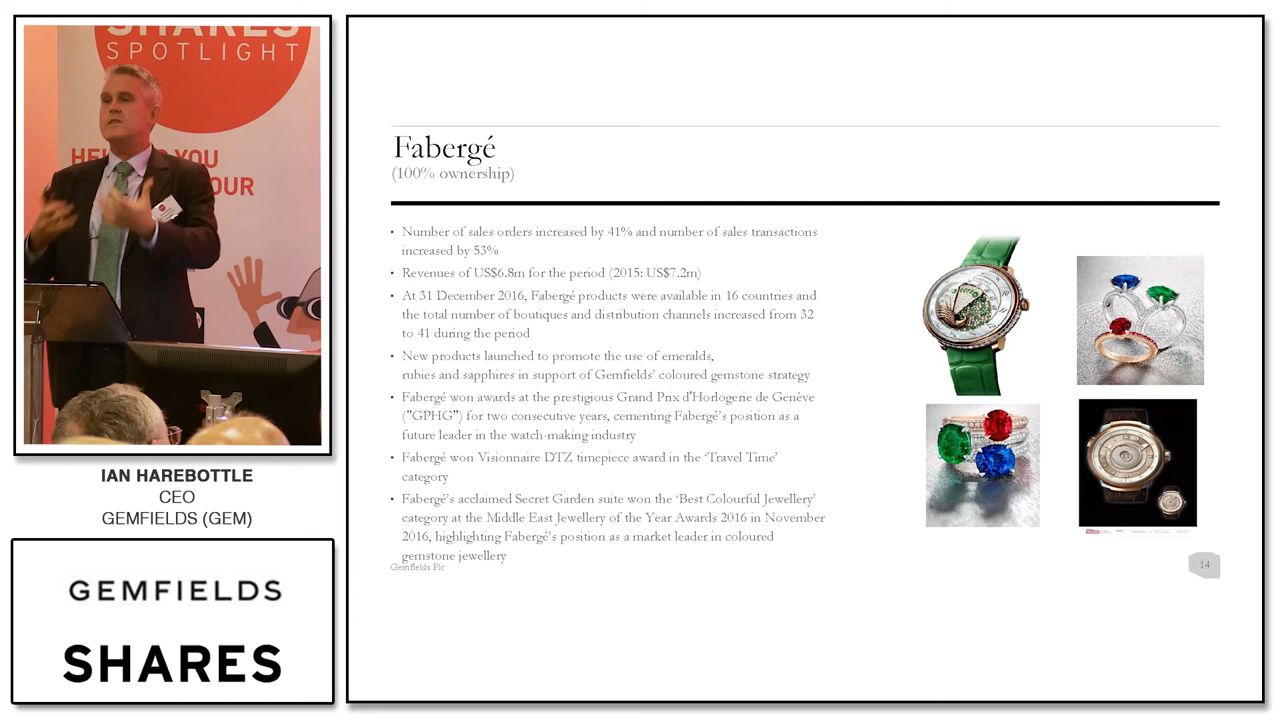 SHARES
SPOTLIGHT
YOU
OUR
IAN HAREBOTTLE
CEO
GEMFIELDS (GEM)
GEMFIELDS
SHARES
Fabergé
(100% ownership)
• Number of sales orders increased by 41% and number of sales transactions
increased by 53%
• Revenues of US$6.8m for the period (2015: US$7.2m)
• At 31 December 2016, Fabergé products were available in 16 countries and
the total number of boutiques and distribution channels increased from 32
to 41 during the period
• New products launched to promote the use of emeralds,
rubies and sapphires in support of Gemfields’ coloured gemstone strategy
• Fabergé won awards at the prestigious Grand Prix d'Horlogerie de Genève
("GPHG") for two consecutive years, cementing Fabergé’s position as a
future leader in the watch-making industry
• Fabergé won Visionnaire DTZ timepiece award in the ‘Travel Time’
category
• Fabergé’s acclaimed Secret Garden suite won the ‘Best Colourful Jewellery’
category at the Middle East Jewellery of the Year Awards 2016 in November
2016, highlighting Fabergé’s position as a market leader in coloured
gemstone jewellery
Gemfields Plc
14